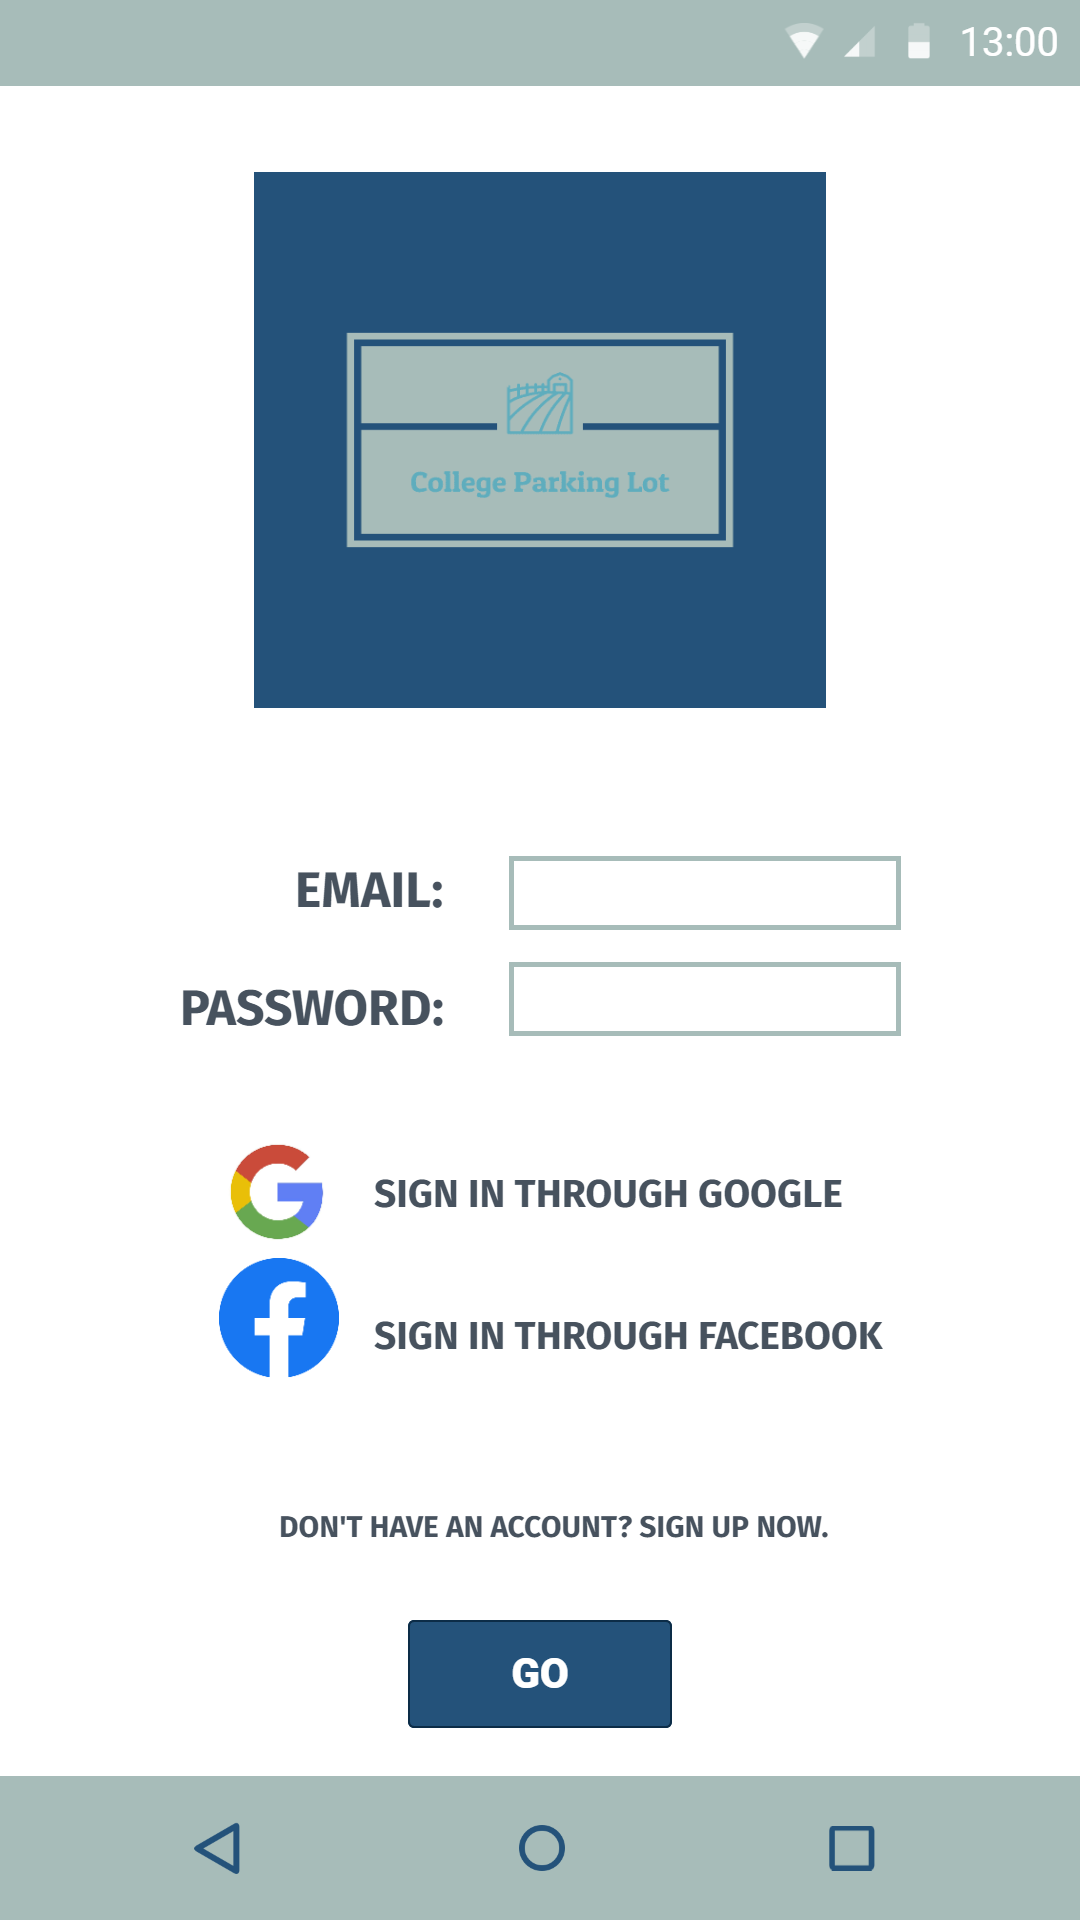 13:00
College Parking Lot
EMAIL:
PASSWORD:
SIGN IN THROUGH GOOGLE
SIGN IN THROUGH FACEBOOK
DON'T HAVE AN ACCOUNT? SIGN UP NOW.
GO